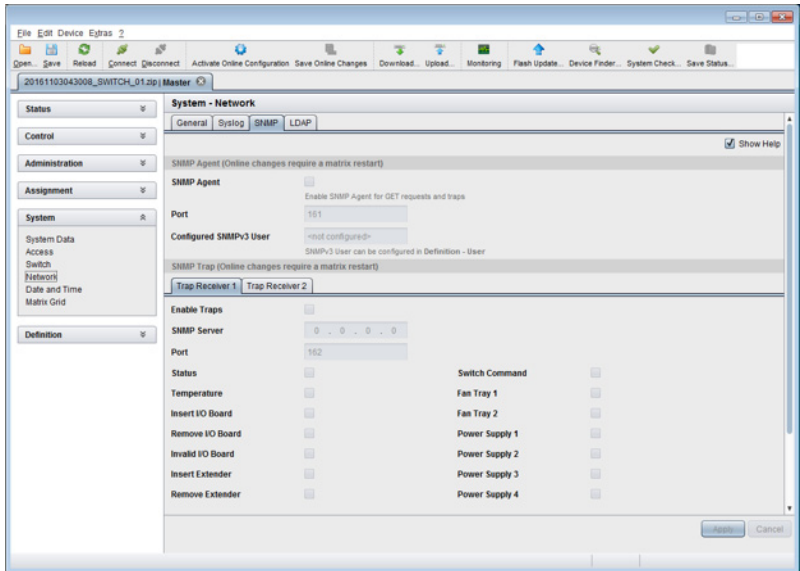 File Edit Device Extras ?
Open... Save Reload Connect Disconnect Activate Online Configuration Save Online Changes Download... Upload... Monitoring Flash Update... Device Finder... System Check... Save Status...
20161103043008_SWITCH_01.zip | Master
Status
Control
Administration
Assignment
System
System Data
Access
Switch
Network
Date and Time
Matrix Grid
Definition
System - Network
General Syslog SNMP LDAP
Show Help
SNMP Agent (Online changes require a matrix restart)
SNMP Agent
Enable SNMP Agent for GET requests and traps
Port 161
Configured SNMPv3 User <not configured>
SNMPv3 User can be configured in Definition - User
SNMP Trap (Online changes require a matrix restart)
Trap Receiver 1 Trap Receiver 2
Enable Traps
SNMP Server 0 . 0 . 0 . 0
Port 162
Status Switch Command
Temperature Fan Tray 1
Insert I/O Board Fan Tray 2
Remove I/O Board Power Supply 1
Invalid I/O Board Power Supply 2
Insert Extender Power Supply 3
Remove Extender Power Supply 4
Apply Cancel